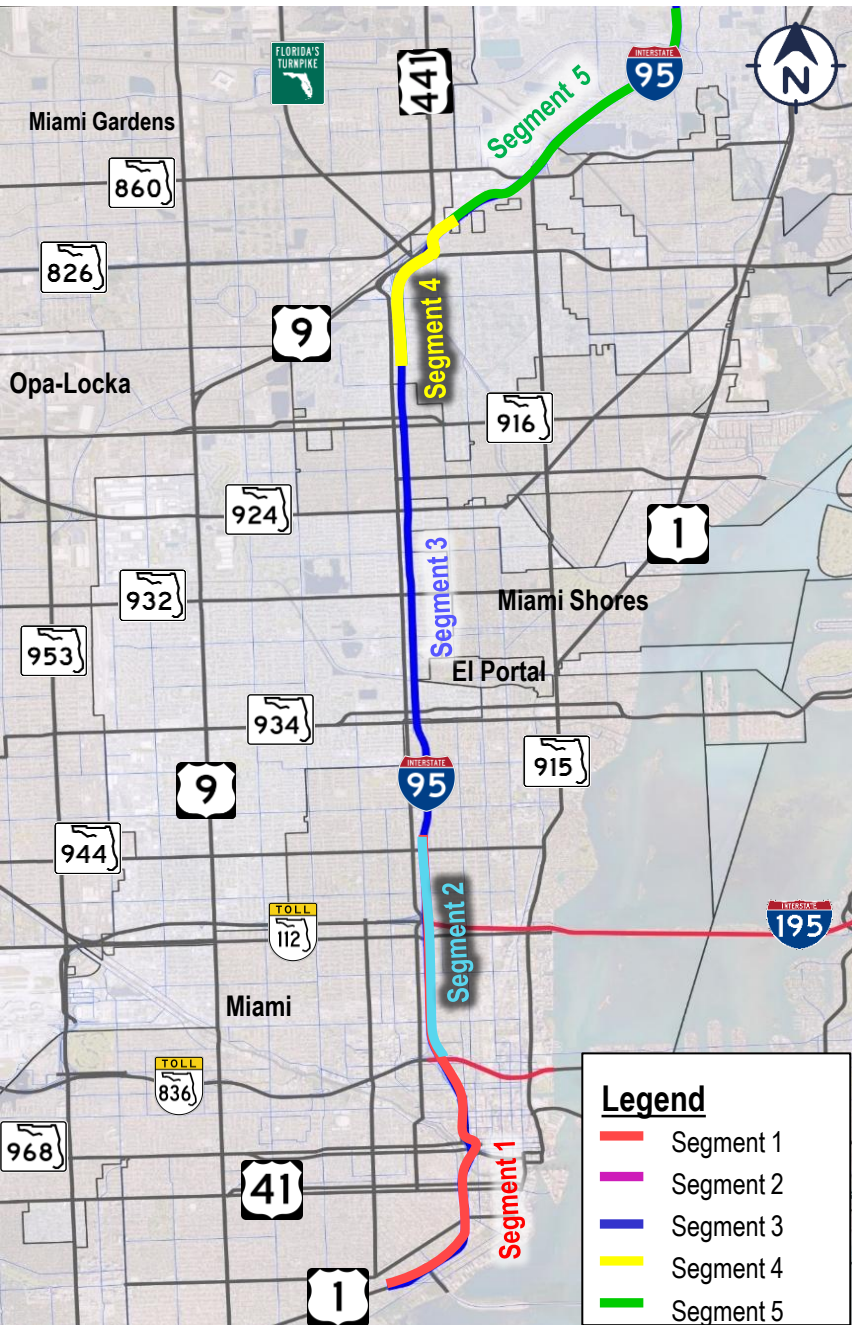 FLORIDA'S
TURNPIKE
441
INTERSTATE
95
N
Segment 5
Miami Gardens
860
826
9
Segment 4
Opa-Locka
916
924
1
Segment 3
932
Miami Shores
953
El Portal
934
915
INTERSTATE
95
9
944
Segment 2
TOLL
112
INTERSTATE
195
Miami
TOLL
836
968
41
Segment 1
1
Legend
Segment 1
Segment 2
Segment 3
Segment 4
Segment 5